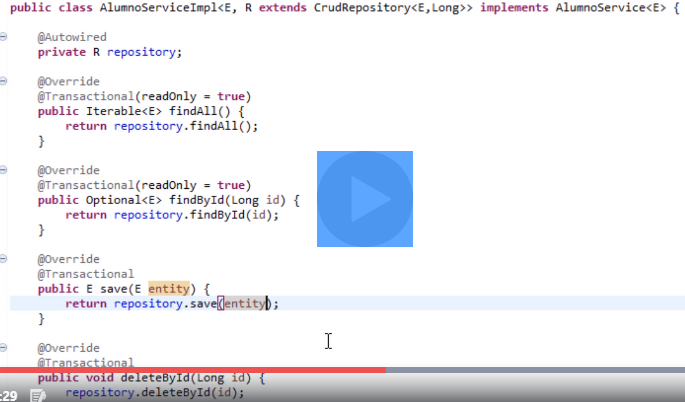 public class AlumnoServiceImpl<E, R extends CrudRepository<E,Long>> implements AlumnoService<E> {
@Autowired
private R repository;
@Override
@Transactional(readOnly = true)
public Iterable<E> findAll() {
return repository.findAll();
}
@Override
@Transactional(readOnly = true)
public Optional<E> findById(Long id) {
return repository.findById(id);
}
@Override
@Transactional
public E save(E entity) {
return repository.save(entity);
}
@Override
@Transactional
public void deleteById(Long id) {
repository.deleteById(id);
:29